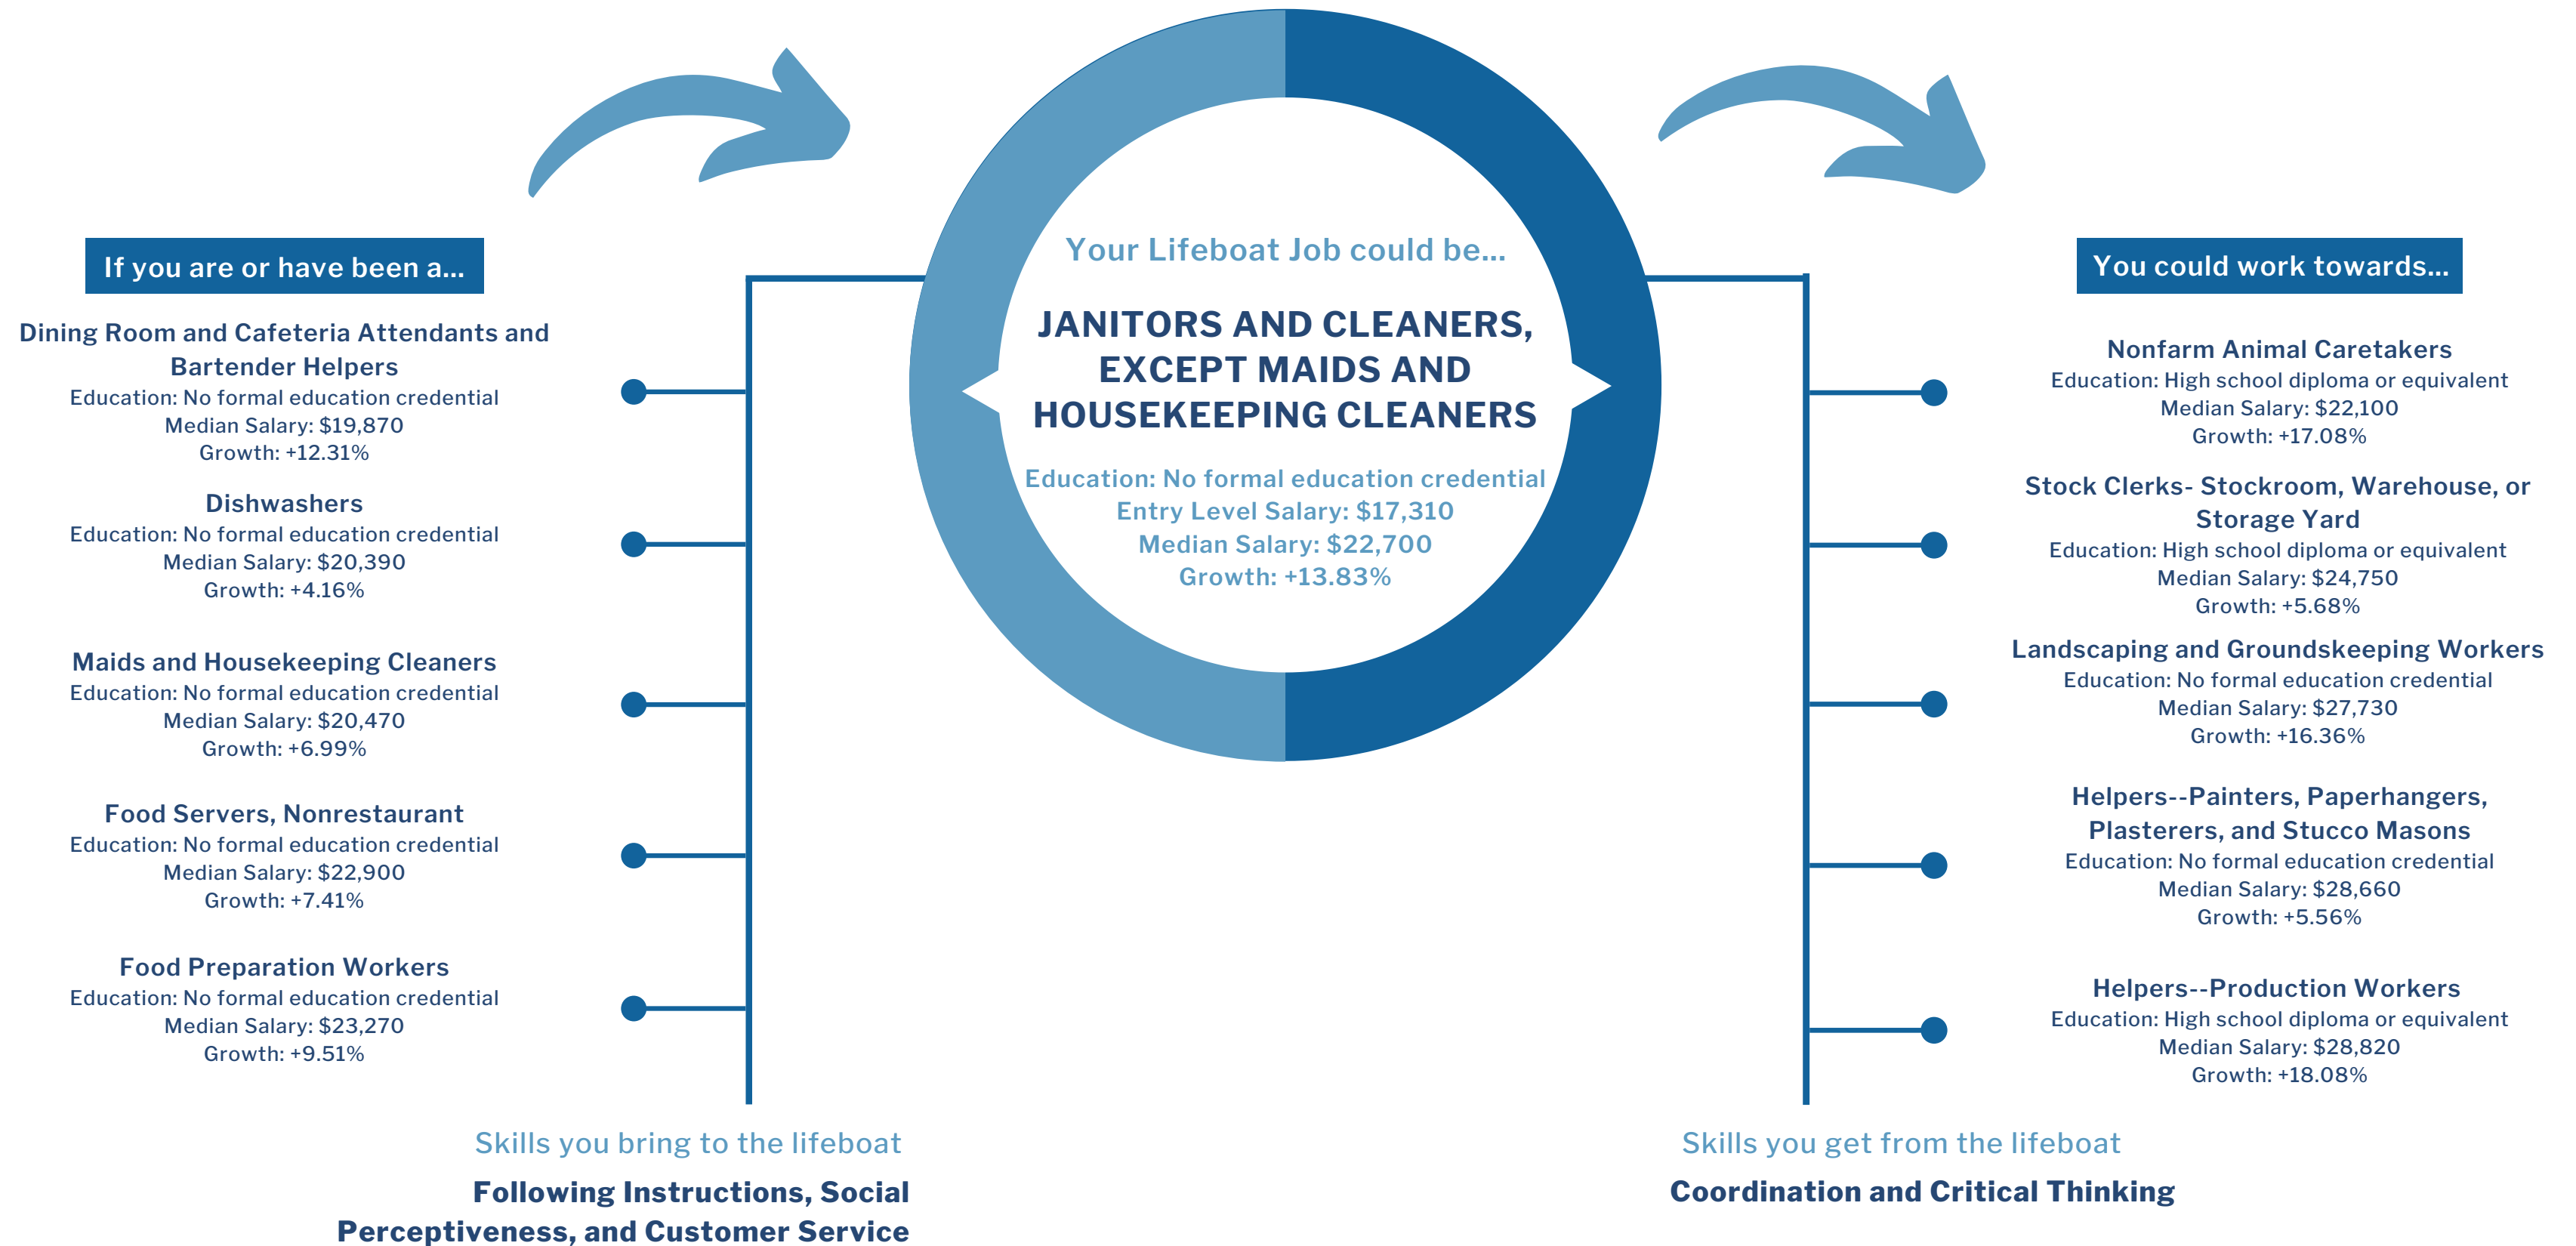 If you are or have been a...
Dining Room and Cafeteria Attendants and
Bartender Helpers
Education: No formal education credential
Median Salary: $19,870
Growth: +12.31%
Dishwashers
Education: No formal education credential
Median Salary: $20,390
Growth: +4.16%
Maids and Housekeeping Cleaners
Education: No formal education credential
Median Salary: $20,470
Growth: +6.99%
Food Servers, Nonrestaurant
Education: No formal education credential
Median Salary: $22,900
Growth: +7.41%
Food Preparation Workers
Education: No formal education credential
Median Salary: $23,270
Growth: +9.51%
Skills you bring to the lifeboat
Following Instructions, Social
Perceptiveness, and Customer Service
Your Lifeboat Job could be...
JANITORS AND CLEANERS,
EXCEPT MAIDS AND
HOUSEKEEPING CLEANERS
Education: No formal education credential
Entry Level Salary: $17,310
Median Salary: $22,700
Growth: +13.83%
You could work towards...
Nonfarm Animal Caretakers
Education: High school diploma or equivalent
Median Salary: $22,100
Growth: +17.08%
Stock Clerks- Stockroom, Warehouse, or
Storage Yard
Education: High school diploma or equivalent
Median Salary: $24,750
Growth: +5.68%
Landscaping and Groundskeeping Workers
Education: No formal education credential
Median Salary: $27,730
Growth: +16.36%
Helpers--Painters, Paperhangers,
Plasterers, and Stucco Masons
Education: No formal education credential
Median Salary: $28,660
Growth: +5.56%
Helpers--Production Workers
Education: High school diploma or equivalent
Median Salary: $28,820
Growth: +18.08%
Skills you get from the lifeboat
Coordination and Critical Thinking